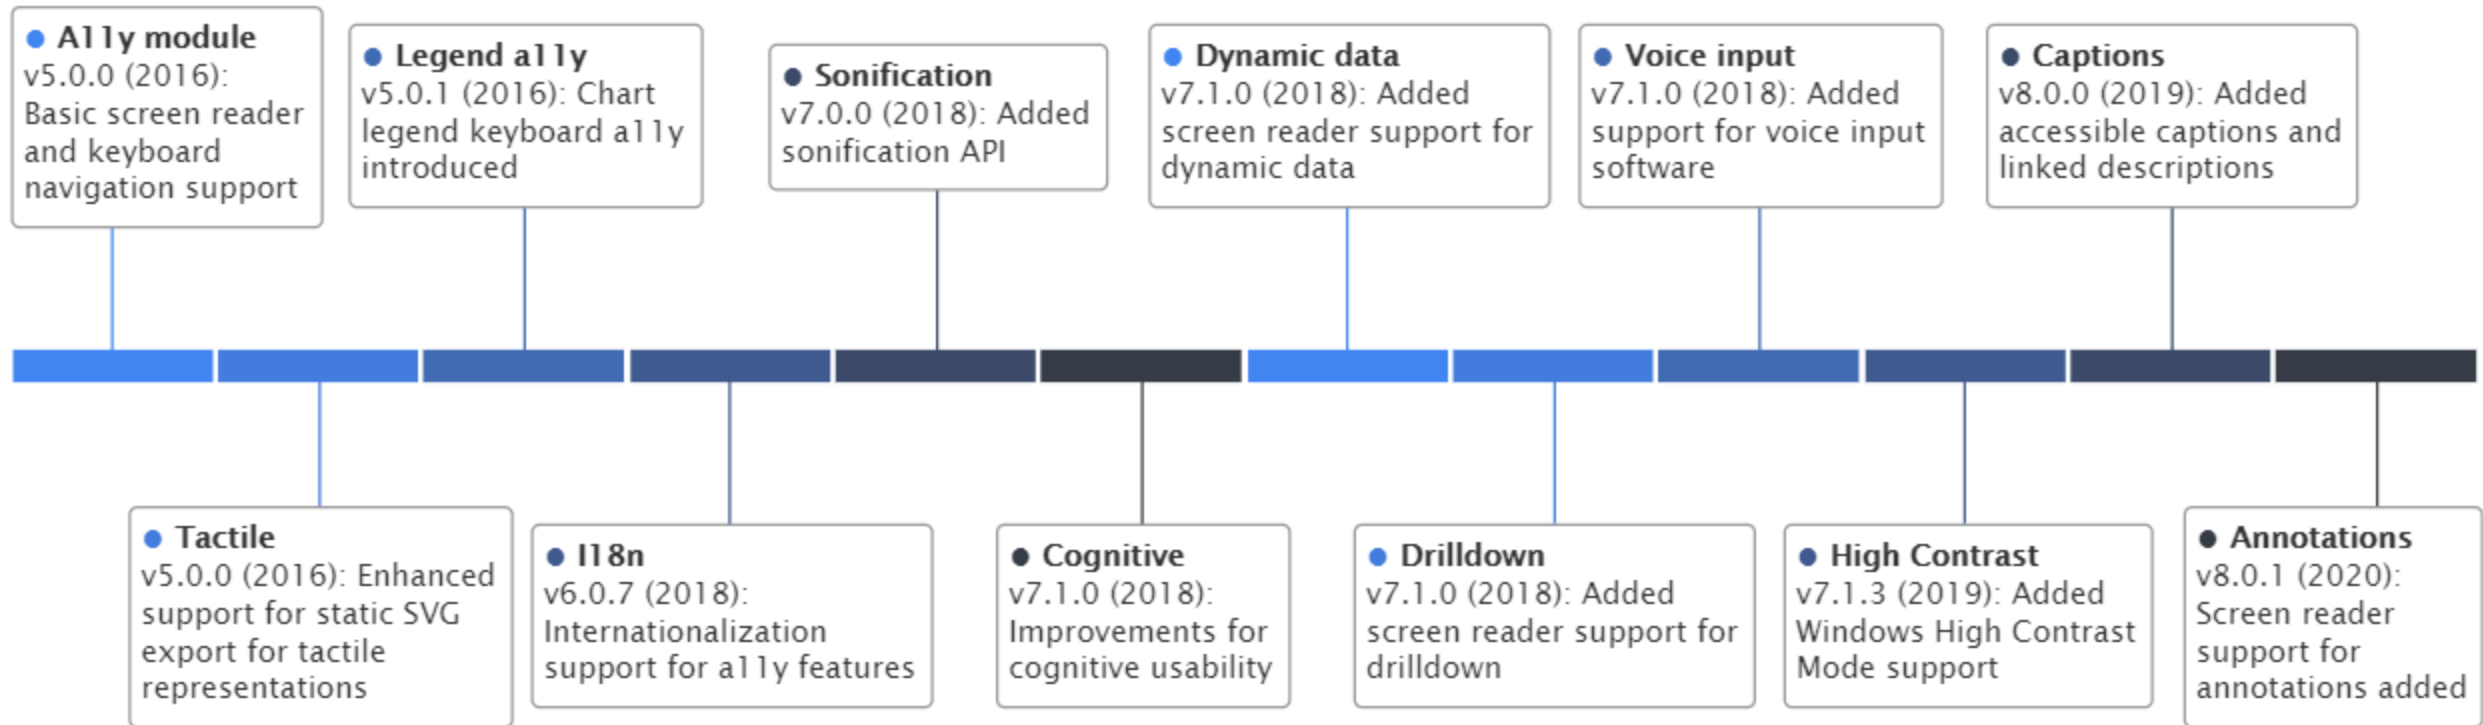 A11y module
v5.0.0 (2016):
Basic screen reader
and keyboard
navigation support
Legend a11y
v5.0.1 (2016): Chart
legend keyboard a11y
introduced
Sonification
v7.0.0 (2018): Added
sonification API
Dynamic data
v7.1.0 (2018): Added
screen reader support for
dynamic data
Voice input
v7.1.0 (2018): Added
support for voice input
software
Captions
v8.0.0 (2019): Added
accessible captions and
linked descriptions
Tactile
v5.0.0 (2016): Enhanced
support for static SVG
export for tactile
representations
I18n
v6.0.7 (2018):
Internationalization
support for a11y features
Cognitive
v7.1.0 (2018):
Improvements for
cognitive usability
Drilldown
v7.1.0 (2018): Added
screen reader support for
drilldown
High Contrast
v7.1.3 (2019): Added
Windows High Contrast
Mode support
Annotations
v8.0.1 (2020):
Screen reader
support for
annotations added